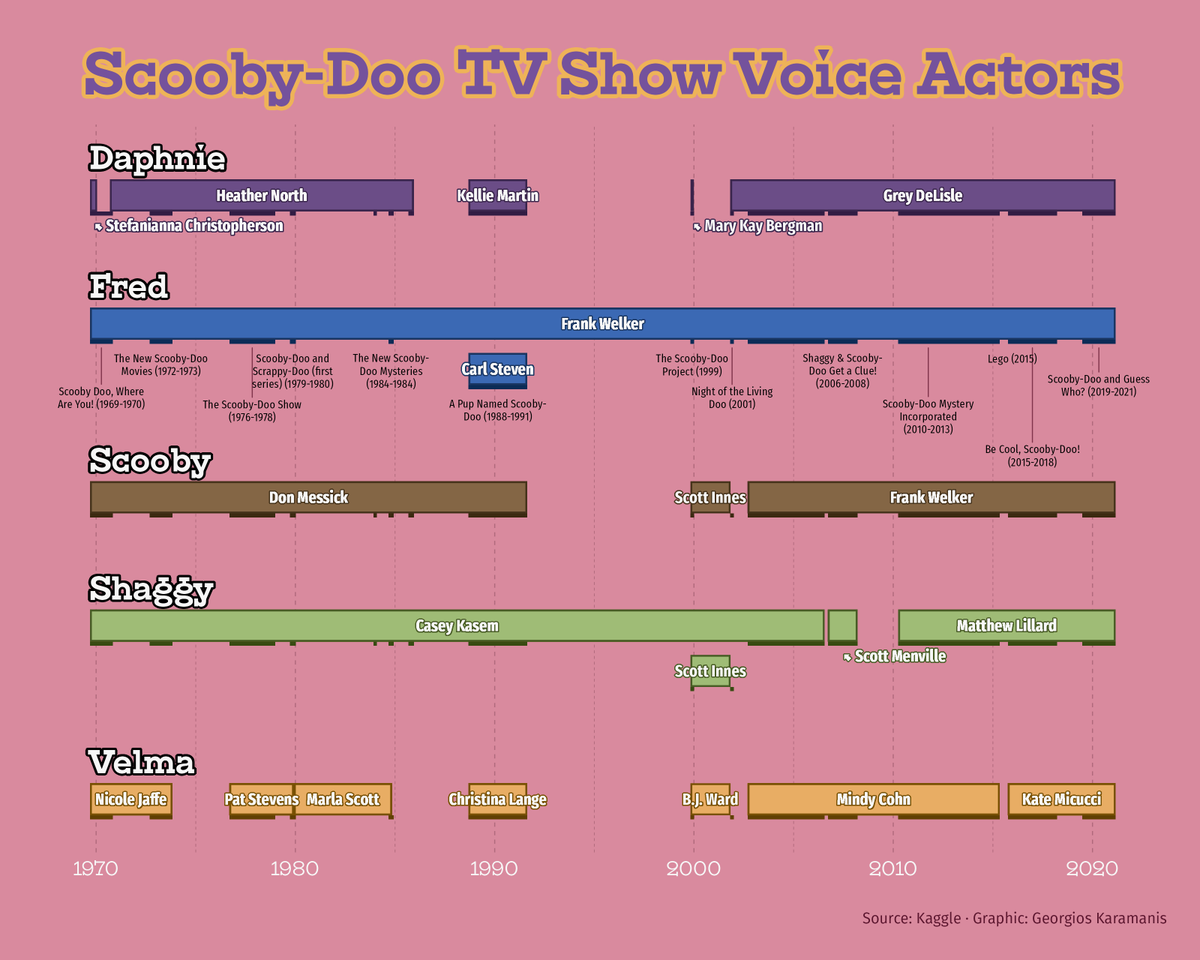 Scooby-Doo TV Show Voice Actors
Daphnie
Heather North
Kellie Martin
Grey DeLisle
Stefanianna Christopherson
Mary Kay Bergman
Fred
Frank Welker
The New Scooby-Doo
Movies (1972-1973)
Scooby-Doo and
Scrappy-Doo (first
series) (1979-1980)
The New Scooby-
Doo Mysteries
(1984-1984)
Carl Steven
The Scooby-Doo
Project (1999)
Shaggy & Scooby-
Doo Get a Clue!
(2006-2008)
Lego (2015)
Scooby-Doo and Guess
Who? (2019-2021)
Scooby Doo, Where
Are You! (1969-1970)
The Scooby-Doo Show
(1976-1978)
A Pup Named Scooby-
Doo (1988-1991)
Night of the Living
Doo (2001)
Scooby-Doo Mystery
Incorporated
(2010-2013)
Be Cool, Scooby-Doo!
(2015-2018)
Scooby
Don Messick
Scott Innes
Frank Welker
Shaggy
Casey Kasem
Matthew Lillard
Scott Menville
Scott Innes
Velma
Nicole Jaffe
Pat Stevens
Marla Scott
Christina Lange
B.J. Ward
Mindy Cohn
Kate Micucci
1970
1980
1990
2000
2010
2020
Source: Kaggle · Graphic: Georgios Karamanis